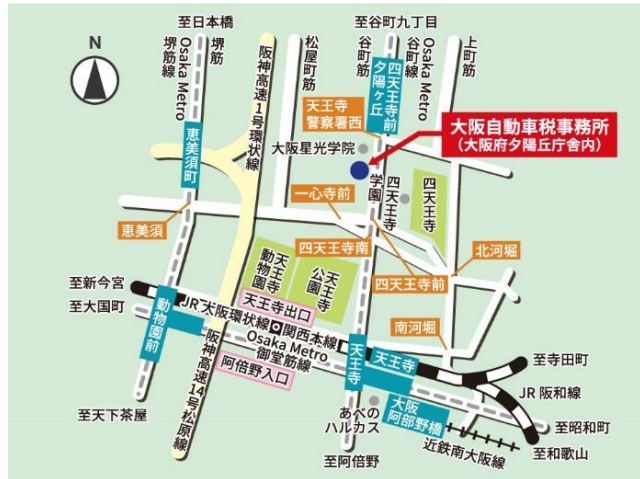 至日本橋
至谷町九丁目
N
堺筋線
Osaka Metro
堺筋
阪神高速1号環状線
松屋町筋
谷町筋
四天王寺前
夕陽ヶ丘
谷町線
Osaka Metro
上町筋
天王寺
警察署西
大阪星光学院
大阪自動車税事務所
(大阪府夕陽丘庁舎内)
恵美須町
学園
四天王寺
四天王寺
一心寺前
恵美須
四天王寺南
四天王寺前
北河堀
天王寺
動物園
天王寺
公園
至新今宮
至大国町
天王寺出口
JR大阪環状線
関西本線
Osaka Metro
御堂筋線
南河堀
動物園前
阿倍野入口
天王寺
天王寺
至寺田町
JR阪和線
阪神高速14号松原線
あべの
ハルカス
大阪
阿部野橋
至昭和町
至天下茶屋
近鉄南大阪線
至和歌山
至阿倍野